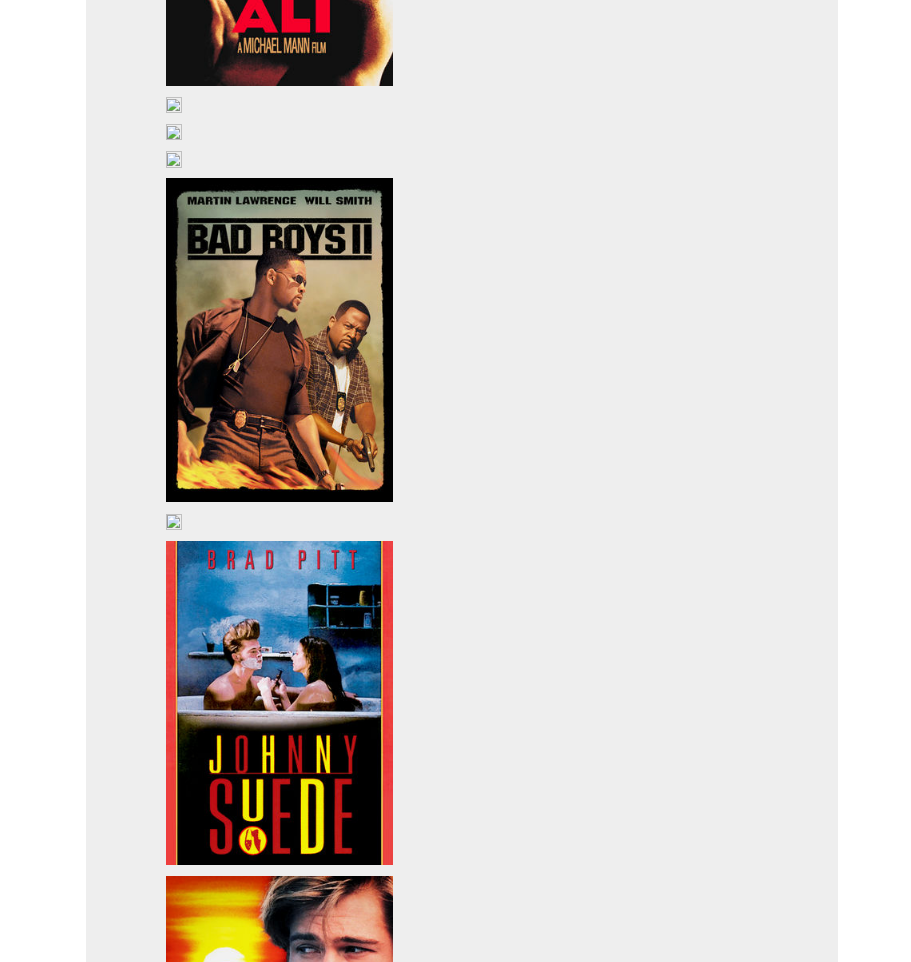 ALI
A MICHAEL MANN FILM
MARTIN LAWRENCE WILL SMITH
BAD BOYS II
BRAD PITT
JOHNNY
SUEDE